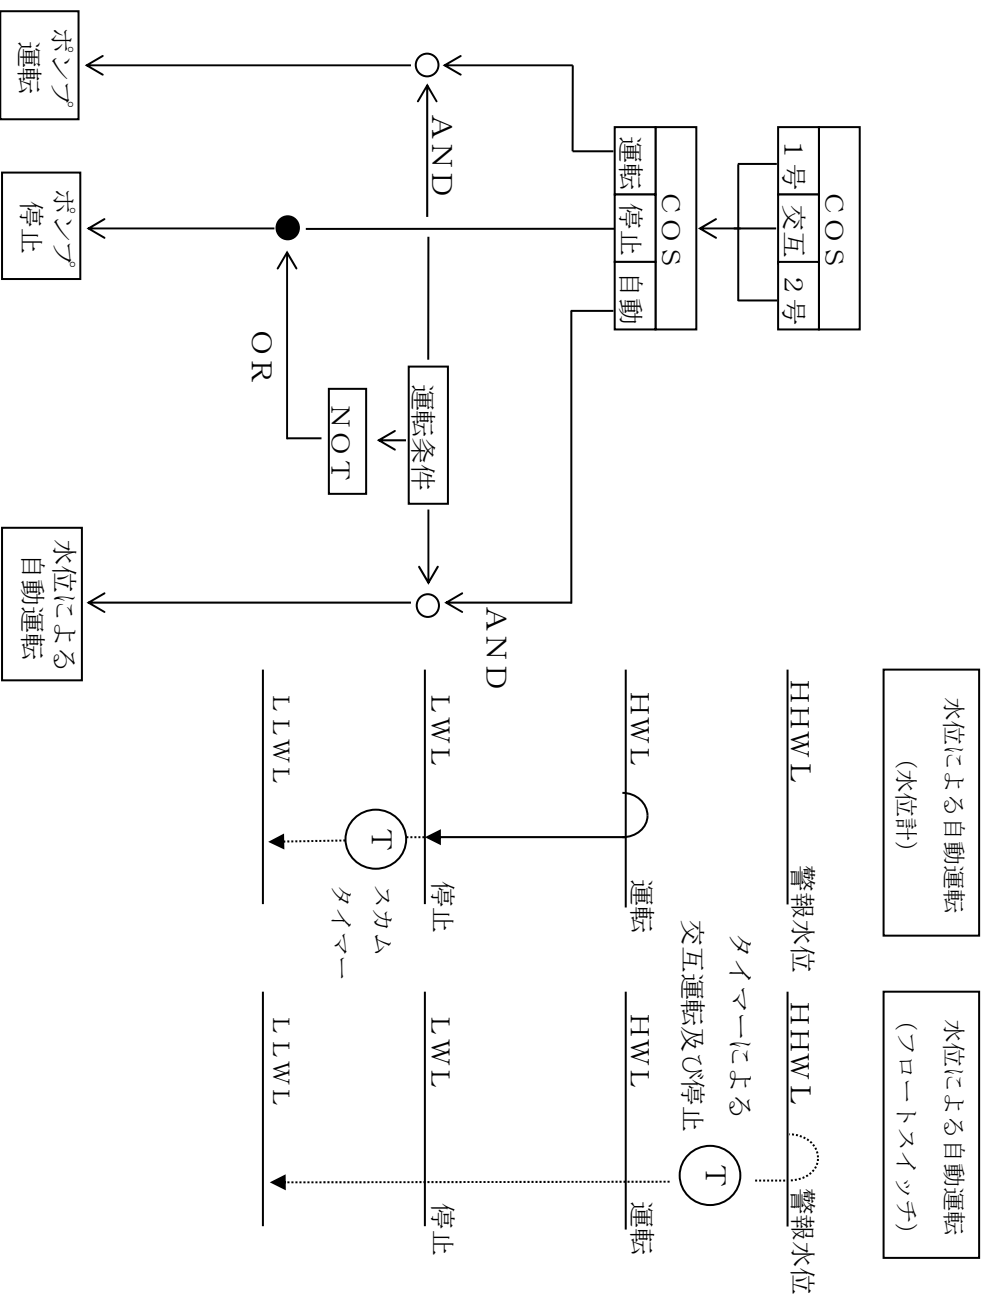 COS
1号 交互 2号
COS
運転 停止 自動
AND
運転条件
NOT
OR
AND
ポンプ
運転
ポンプ
停止
水位による
自動運転
水位による自動運転
(水位計)
HHWL 警報水位
HWL 運転
LWL 停止
T
スカム
タイマー
LLWL
水位による自動運転
(フロートスイッチ)
HHWL 警報水位
タイマーによる
交互運転及び停止
T
HWL 運転
LWL 停止
LLWL